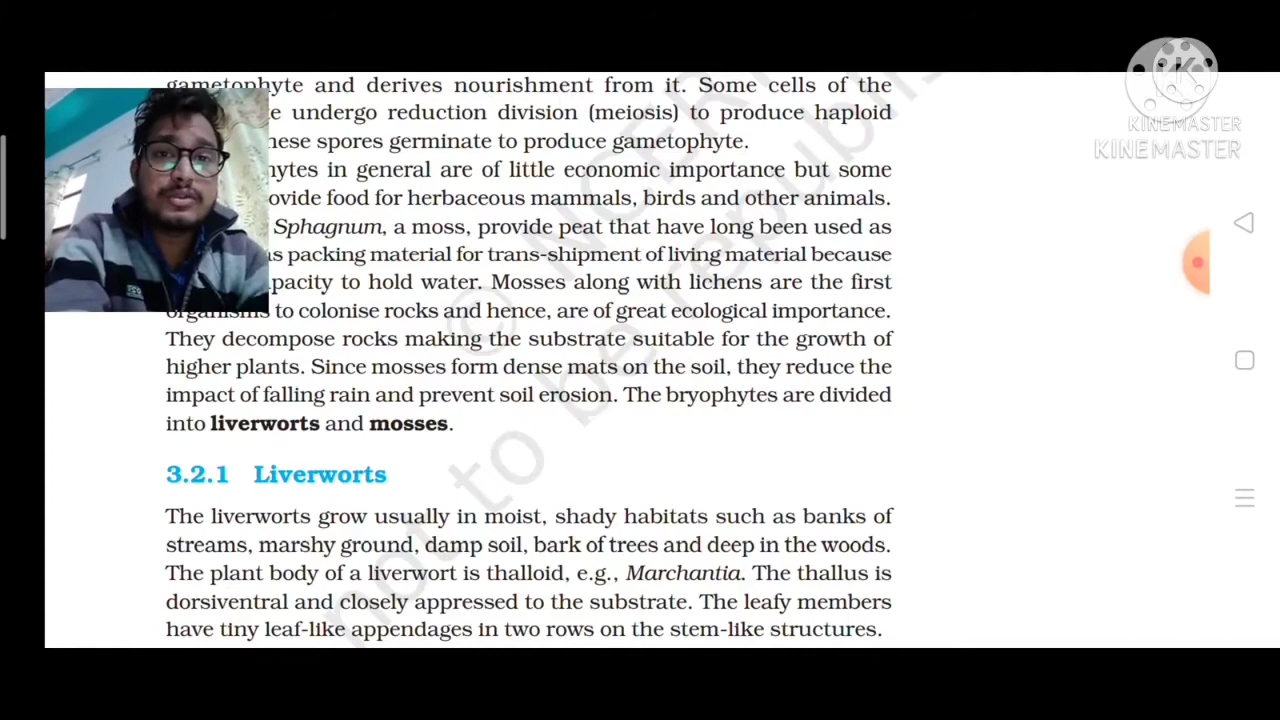 gametophyte and derives nourishment from it. Some cells of the
undergo reduction division (meiosis) to produce haploid
spores germinate to produce gametophyte.
in general are of little economic importance but some
food for herbaceous mammals, birds and other animals.
Sphagnum, a moss, provide peat that have long been used as
packing material for trans-shipment of living material because
to hold water. Mosses along with lichens are the first
organisms to colonise rocks and hence, are of great ecological importance.
They decompose rocks making the substrate suitable for the growth of
higher plants. Since mosses form dense mats on the soil, they reduce the
impact of falling rain and prevent soil erosion. The bryophytes are divided
into liverworts and mosses.
3.2.1 Liverworts
The liverworts grow usually in moist, shady habitats such as banks of
streams, marshy ground, damp soil, bark of trees and deep in the woods.
The plant body of a liverwort is thalloid, e.g., Marchantia. The thallus is
dorsiventral and closely appressed to the substrate. The leafy members
have tiny leaf-like appendages in two rows on the stem-like structures.
© NCERT
not to be republis
KINEMASTER
KINEMASTER